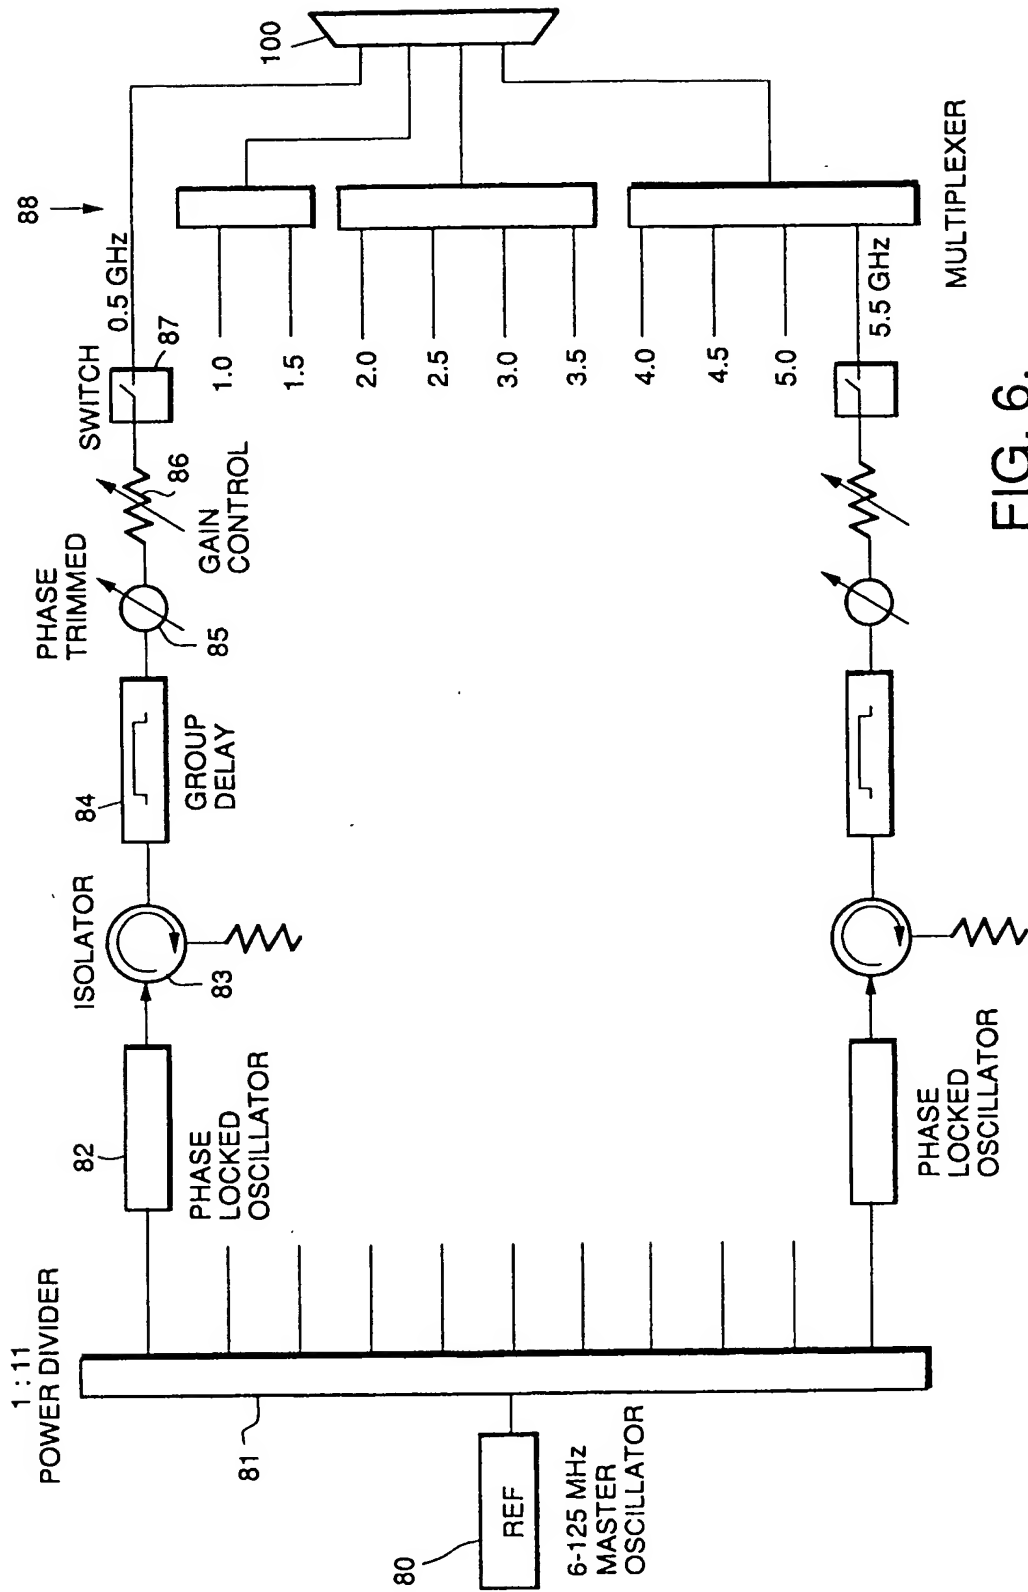 1 : 11
POWER DIVIDER
81
80
REF
6-125 MHz
MASTER
OSCILLATOR
82
PHASE
LOCKED
OSCILLATOR
ISOLATOR
83
84
GROUP
DELAY
PHASE
TRIMMED
85
86
GAIN
CONTROL
SWITCH
87
0.5 GHz
88
100
1.0
1.5
2.0
2.5
3.0
3.5
4.0
4.5
5.0
5.5 GHz
MULTIPLEXER
PHASE
LOCKED
OSCILLATOR
FIG. 6.